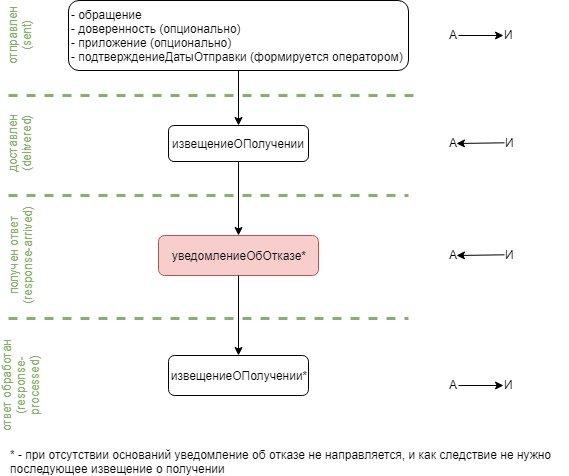 отправлен
(sent)
- обращение
- доверенность (опционально)
- приложение (опционально)
- подтверждениеДатыОтправки (формируется оператором)
А И
доставлен
(delivered)
извещениеОПолучении
А И
получен ответ
(response-arrived)
уведомлениеОбОтказе*
А И
ответ обработан
(response-
processed)
извещениеОПолучении*
А И
* - при отсутствии оснований уведомление об отказе не направляется, и как следствие не нужно
последующее извещение о получении